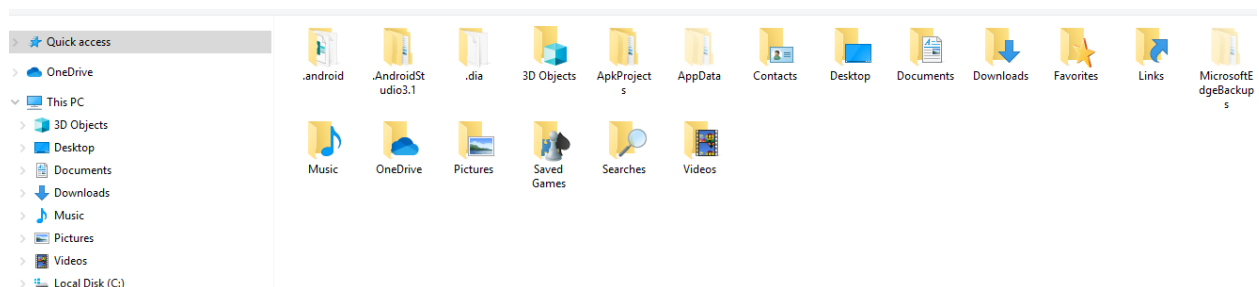 Quick access
OneDrive
This PC
3D Objects
Desktop
Documents
Downloads
Music
Pictures
Videos
Local Disk (C:)
.android
.AndroidSt
udio3.1
.dia
3D Objects
ApkProject
s
AppData
Contacts
Desktop
Documents
Downloads
Favorites
Links
MicrosoftE
dgeBackup
s
Music
OneDrive
Pictures
Saved
Games
Searches
Videos